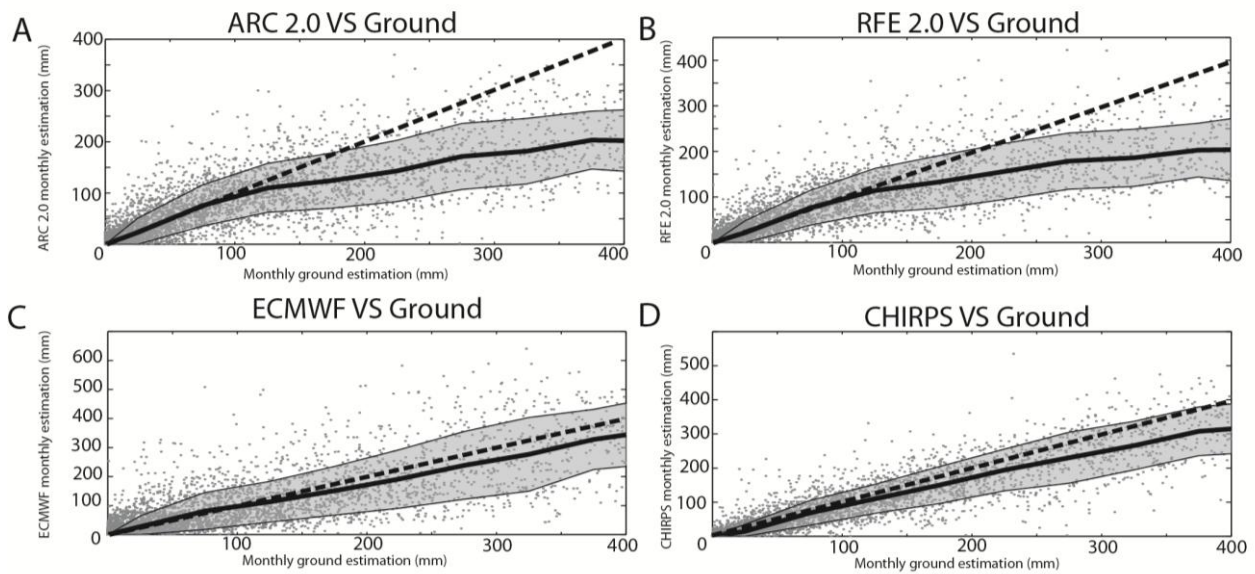 A
ARC 2.0 VS Ground
ARC 2.0 monthly estimation (mm)
400
300
200
100
0
0 100 200 300 400
Monthly ground estimation (mm)
B
RFE 2.0 VS Ground
RFE 2.0 monthly estimation (mm)
400
300
200
100
0
0 100 200 300 400
Monthly ground estimation (mm)
C
ECMWF VS Ground
ECMWF monthly estimation (mm)
600
500
400
300
200
100
0
100 200 300 400
Monthly ground estimation (mm)
D
CHIRPS VS Ground
CHIRPS monthly estimation (mm)
500
400
300
200
100
0
0 100 200 300 400
Monthly ground estimation (mm)